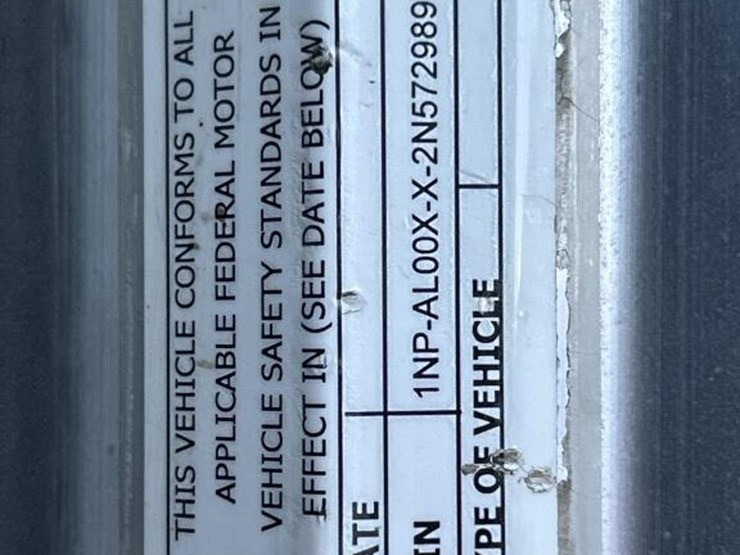 THIS VEHICLE CONFORMS TO ALL
APPLICABLE FEDERAL MOTOR
VEHICLE SAFETY STANDARDS IN
EFFECT IN (SEE DATE BELOW)
ATE
IN 1NP-AL00X-X-2N572989
PE OF VEHICLE